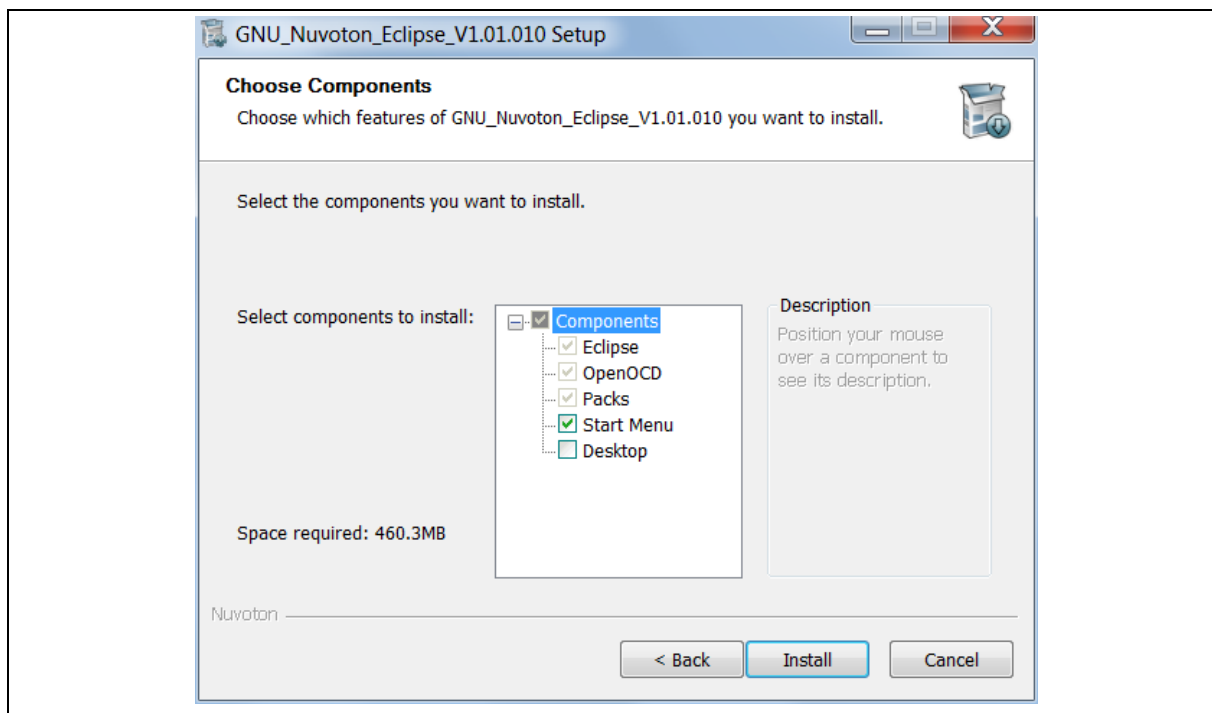 GNU_Nuvoton_Eclipse_V1.01.010 Setup
X
Choose Components
Choose which features of GNU_Nuvoton_Eclipse_V1.01.010 you want to install.
Select the components you want to install.
Select components to install:
Components
Eclipse
OpenOCD
Packs
Start Menu
Desktop
Description
Position your mouse
over a component to
see its description.
Space required: 460.3MB
Nuvoton
< Back
Install
Cancel